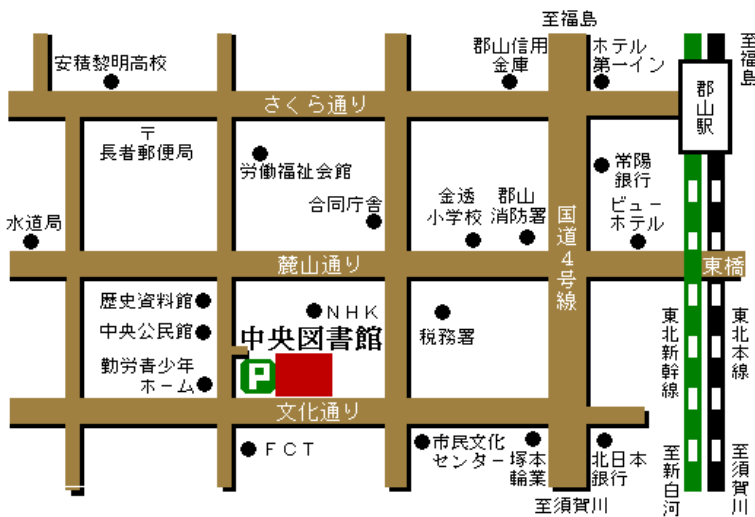 至福島
至福島
安積黎明高校
郡山信用
金庫
ホテル
第一イン
郡山駅
さくら通り
〒
長者郵便局
労働福祉会館
常陽
銀行
合同庁舎
金透
小学校
郡山
消防署
国道4号線
ビュー
ホテル
水道局
麓山通り
東橋
歴史資料館
NHK
中央公民館
中央図書館
税務署
東北新幹線
東北本線
勤労青少年
ホーム
P
文化通り
FCT
市民文化
センター
塚本
輪業
北日本
銀行
至新白河
至須賀川
至須賀川